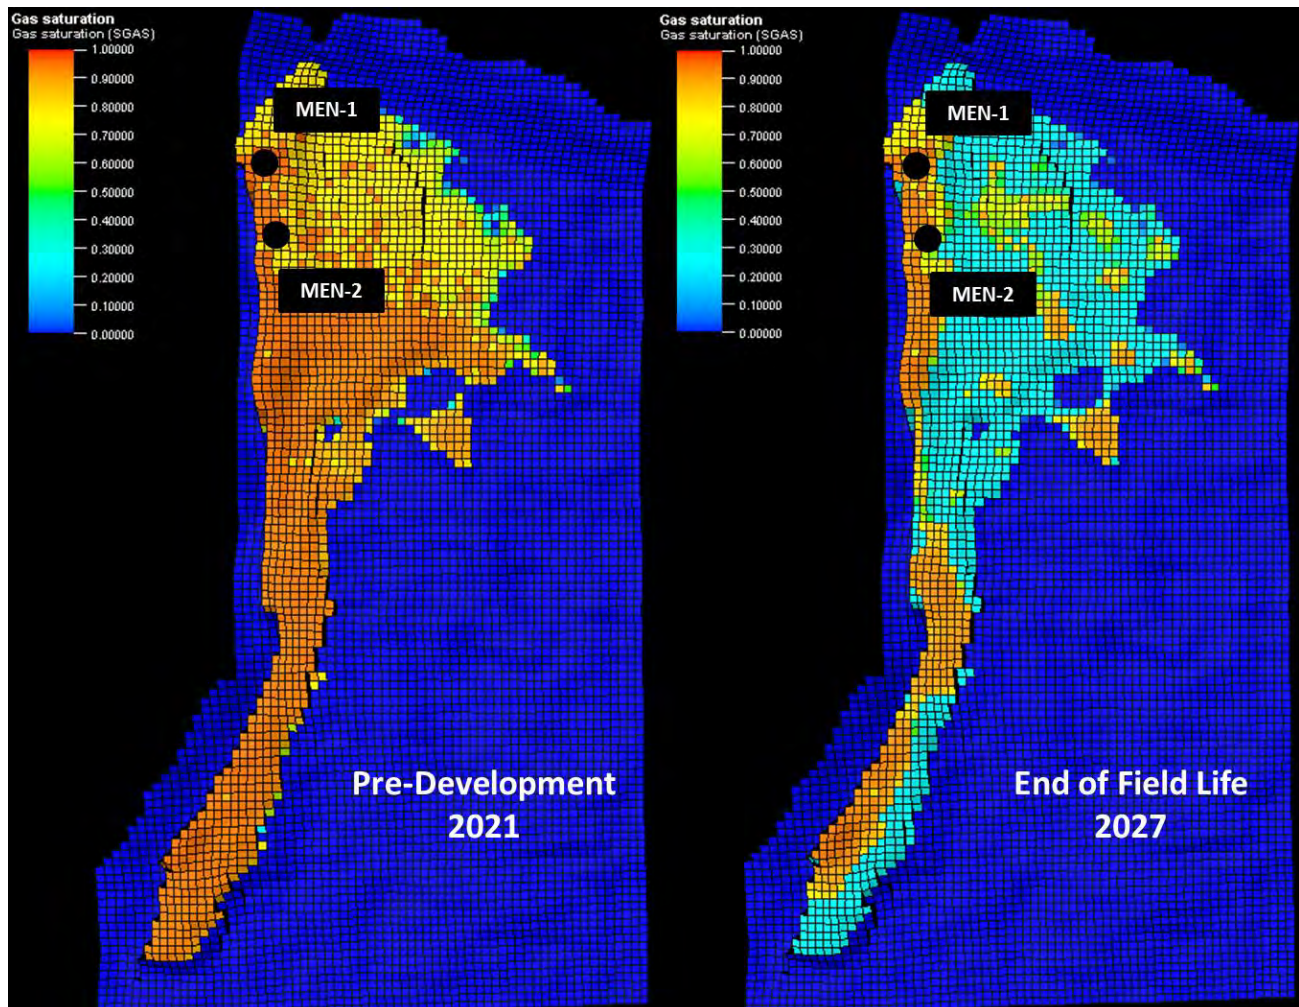 Gas saturation
Gas saturation (SGAS)
1.00000
0.90000
0.80000
0.70000
0.60000
0.50000
0.40000
0.30000
0.20000
0.10000
0.00000
MEN-1
MEN-2
Pre-Development
2021
Gas saturation
Gas saturation (SGAS)
1.00000
0.90000
0.80000
0.70000
0.60000
0.50000
0.40000
0.30000
0.20000
0.10000
0.00000
MEN-1
MEN-2
End of Field Life
2027